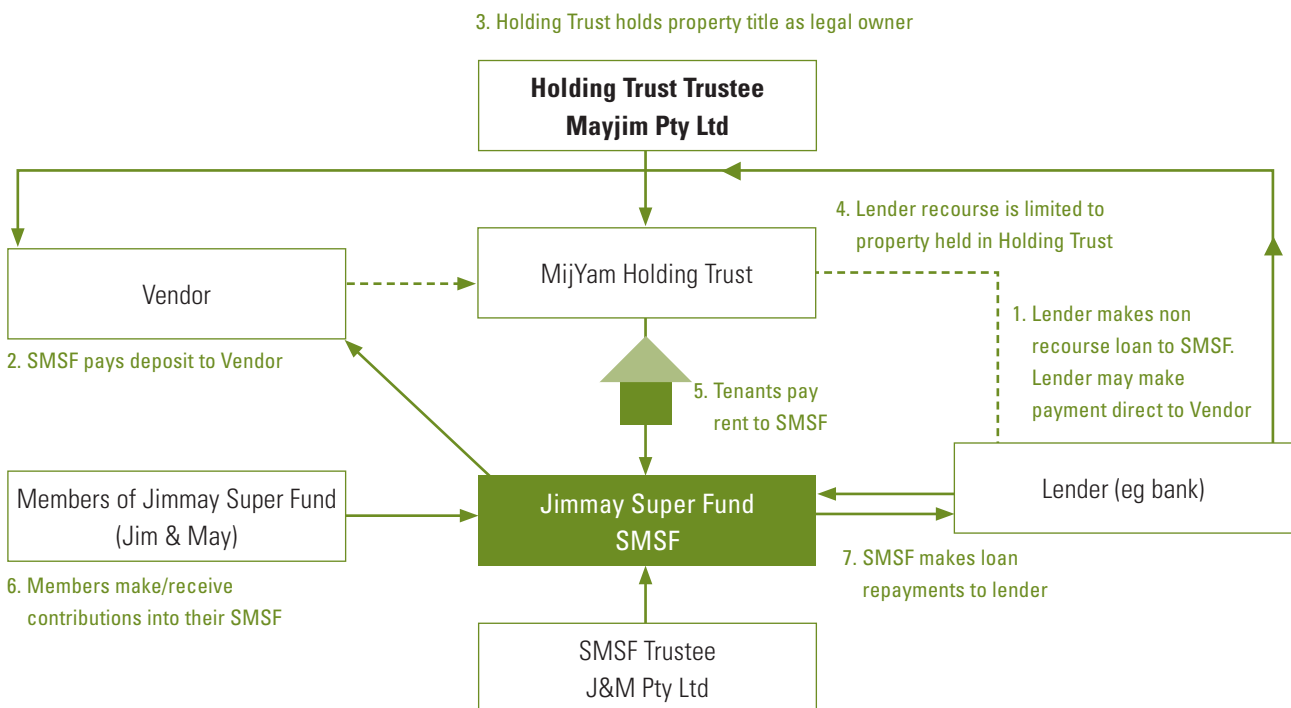 3. Holding Trust holds property title as legal owner
Holding Trust Trustee
Mayjim Pty Ltd
4. Lender recourse is limited to
property held in Holding Trust
Vendor
MijYam Holding Trust
1. Lender makes non
recourse loan to SMSF.
Lender may make
payment direct to Vendor
2. SMSF pays deposit to Vendor
5. Tenants pay
rent to SMSF
Members of Jimmay Super Fund
(Jim & May)
Jimmay Super Fund
SMSF
Lender (eg bank)
6. Members make/receive
contributions into their SMSF
7. SMSF makes loan
repayments to lender
SMSF Trustee
J&M Pty Ltd